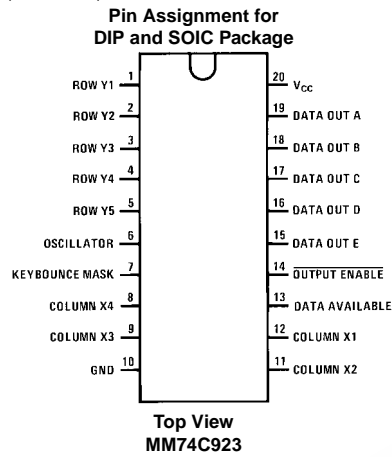 Pin Assignment for
DIP and SOIC Package
ROW Y1 1 20 VCC
ROW Y2 2 19 DATA OUT A
ROW Y3 3 18 DATA OUT B
ROW Y4 4 17 DATA OUT C
ROW Y5 5 16 DATA OUT D
OSCILLATOR 6 15 DATA OUT E
KEYBOUNCE MASK 7 14 OUTPUT ENABLE
COLUMN X4 8 13 DATA AVAILABLE
COLUMN X3 9 12 COLUMN X1
GND 10 11 COLUMN X2
Top View
MM74C923